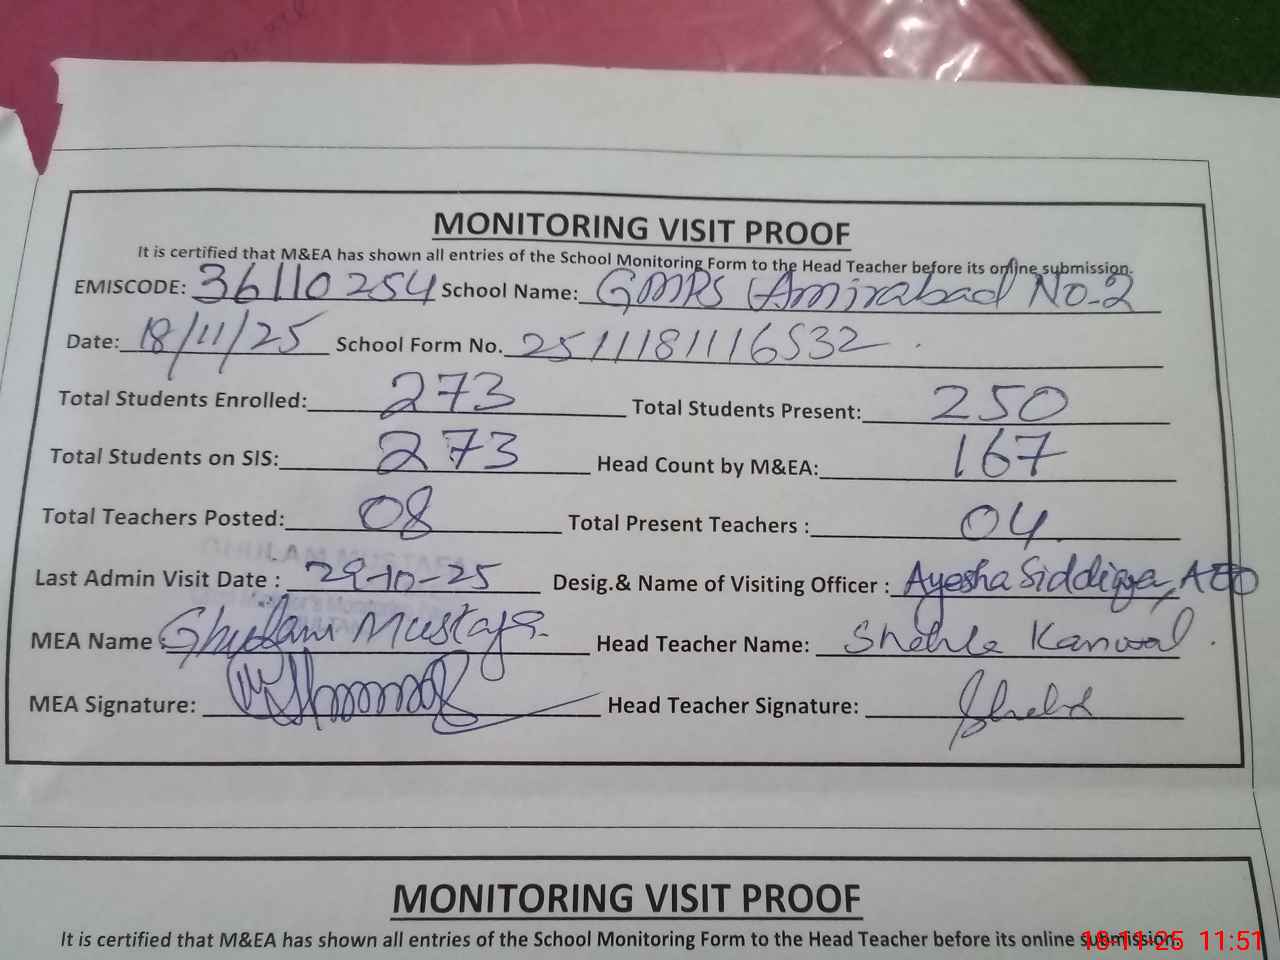 MONITORING VISIT PROOF
It is certified that M&EA has shown all entries of the School Monitoring Form to the Head Teacher before its online submission.
EMISCODE: 36110254 School Name: GMPS Amirabad No-2
Date: 18/11/25 School Form No. 2511181116532
Total Students Enrolled: 273 Total Students Present: 250
Total Students on SIS: 273 Head Count by M&EA: 167
Total Teachers Posted: 08 Total Present Teachers : 04
GHULAM MUSTAFA
Last Admin Visit Date : 29-10-25 Desig.& Name of Visiting Officer : Ayesha Siddiqa, AEO
MEA Name : Ghulam Mustafa Head Teacher Name: Shehla Kanwal
MEA Signature: Head Teacher Signature:
MONITORING VISIT PROOF
It is certified that M&EA has shown all entries of the School Monitoring Form to the Head Teacher before its online submission.
18-11-25 11:51